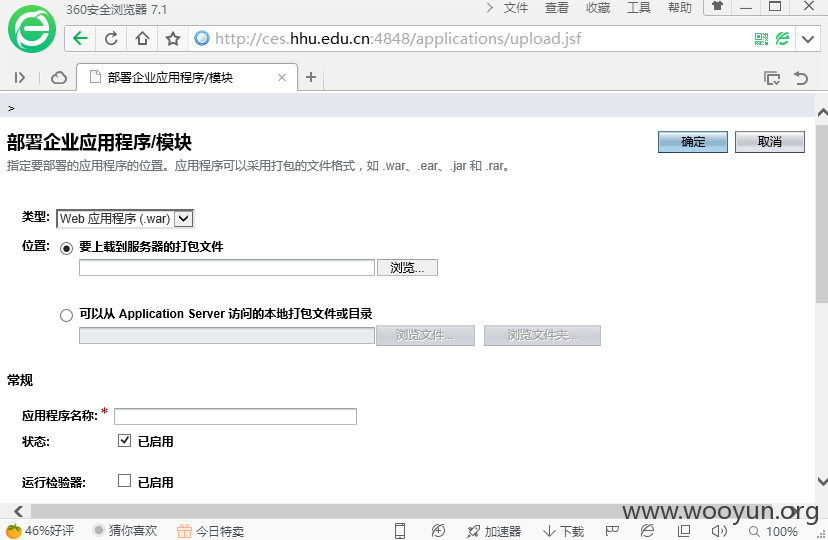 360安全浏览器 7.1
文件 查看 收藏 工具 帮助
http://ces.hhu.edu.cn:4848/applications/upload.jsf
部署企业应用程序/模块
>
部署企业应用程序/模块
确定 取消
指定要部署的应用程序的位置。应用程序可以采用打包的文件格式，如 .war、.ear、.jar 和 .rar。
类型: Web 应用程序 (.war)
位置: 要上载到服务器的打包文件
浏览...
可以从 Application Server 访问的本地打包文件或目录
浏览文件... 浏览文件夹...
常规
应用程序名称: *
状态: 已启用
运行检验器: 已启用
www.wooyun.org
46%好评 猜你喜欢 今日特卖 加速器 下载 100%